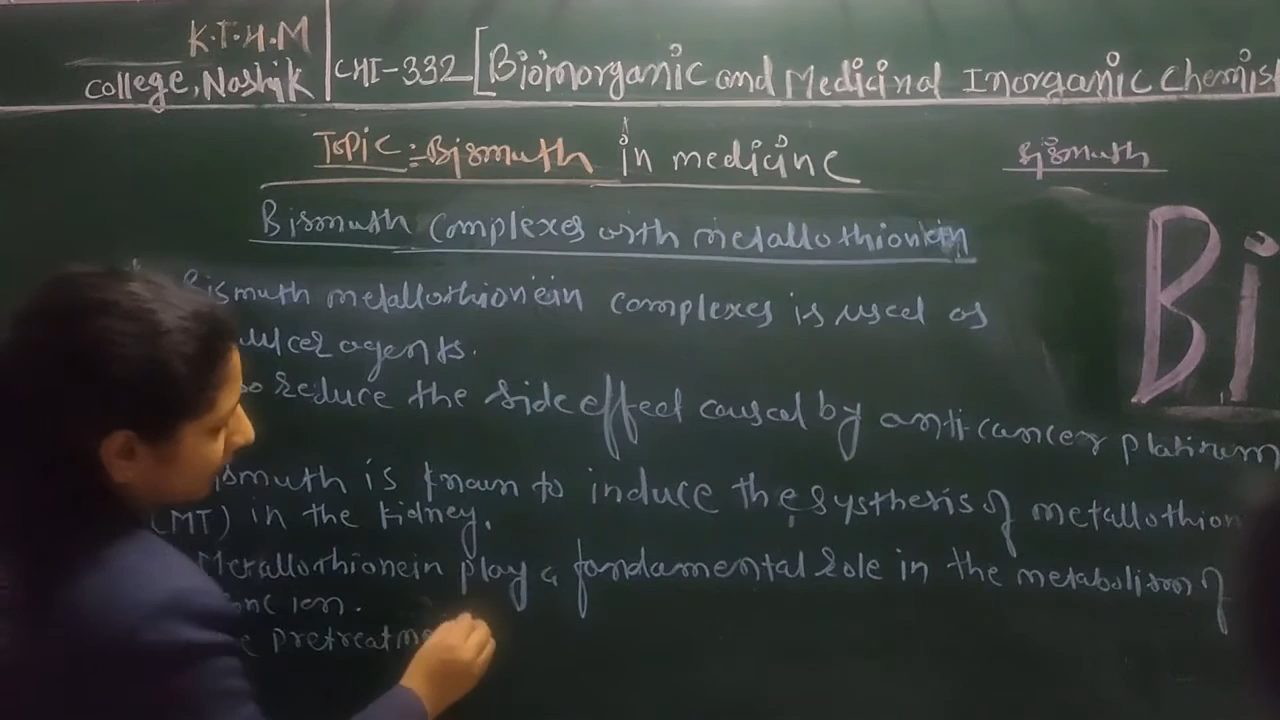 K.T.H.M
College, Nashik
CHI-332 [Bioinorganic and Medicinal Inorganic Chemis
Topic:- Bismuth in medicine
Bismuth
Bismuth complexes with metallothionein
Bi
Bismuth metallothionein complexes is used as
ulcer agents.
reduce the side effect caused by anti-cancer platinum
ismuth is known to induce the systhesis of metallothion
(MT) in the kidney.
Metallothionein play a fondamental role in the metabolism of
inc ion.
pretreatm